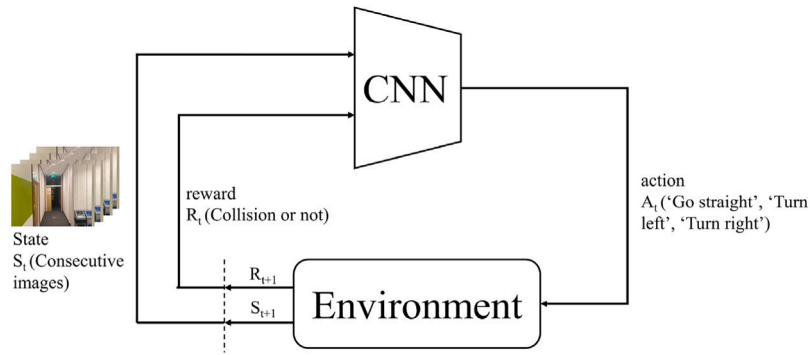 CNN
reward
Rt (Collision or not)
action
At (‘Go straight’, ‘Turn
left’, ‘Turn right’)
State
St (Consecutive
images)
Rt+1
St+1
Environment